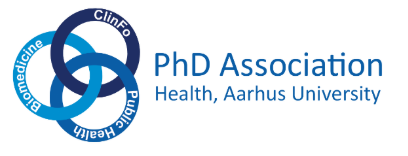 ClinFo
Biomedicine
Public Health
PhD Association
Health, Aarhus University